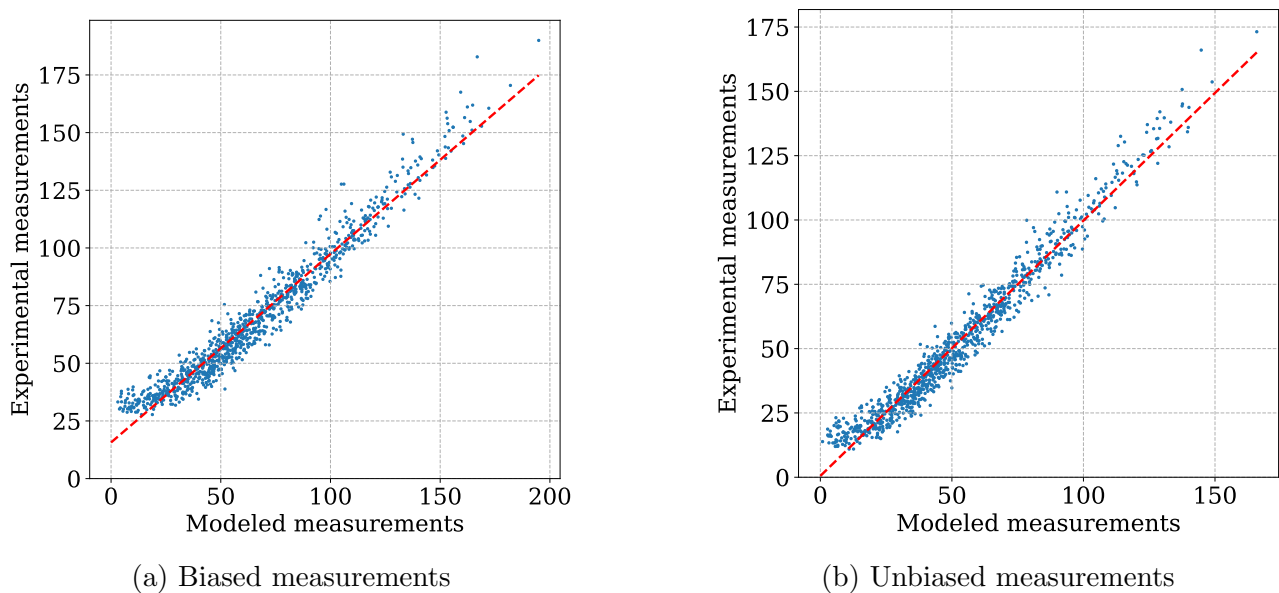 175
150
125
100
75
50
25
0
0 50 100 150 200
Experimental measurements
Modeled measurements
(a) Biased measurements
175
150
125
100
75
50
25
0
0 50 100 150
Experimental measurements
Modeled measurements
(b) Unbiased measurements